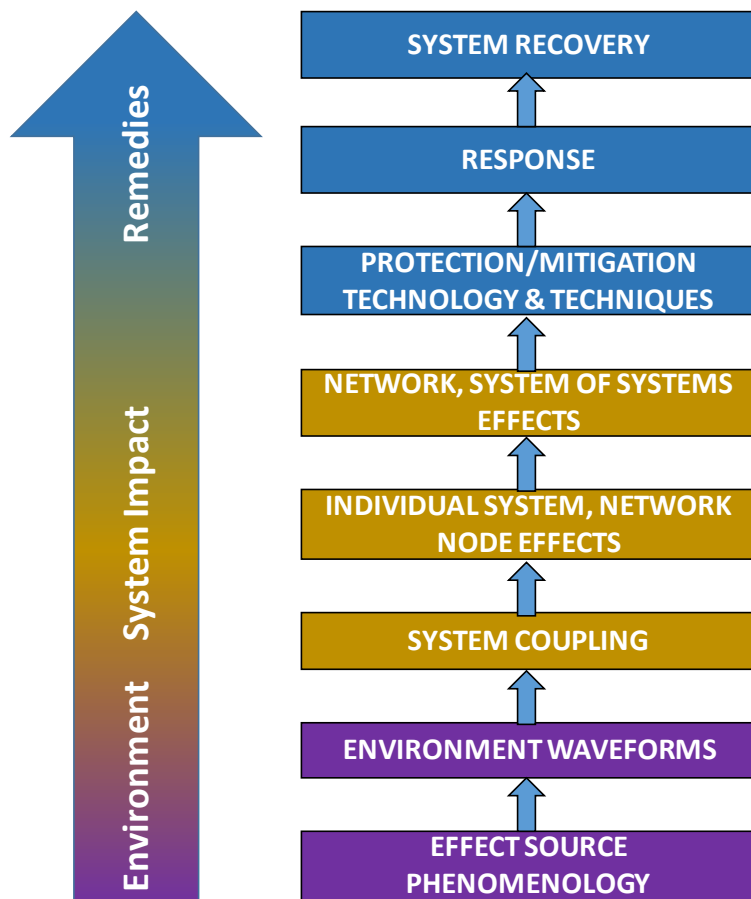 SYSTEM RECOVERY
RESPONSE
PROTECTION/MITIGATION
TECHNOLOGY & TECHNIQUES
NETWORK, SYSTEM OF SYSTEMS
EFFECTS
INDIVIDUAL SYSTEM, NETWORK
NODE EFFECTS
SYSTEM COUPLING
ENVIRONMENT WAVEFORMS
EFFECT SOURCE
PHENOMENOLOGY
Remedies
System Impact
Environment